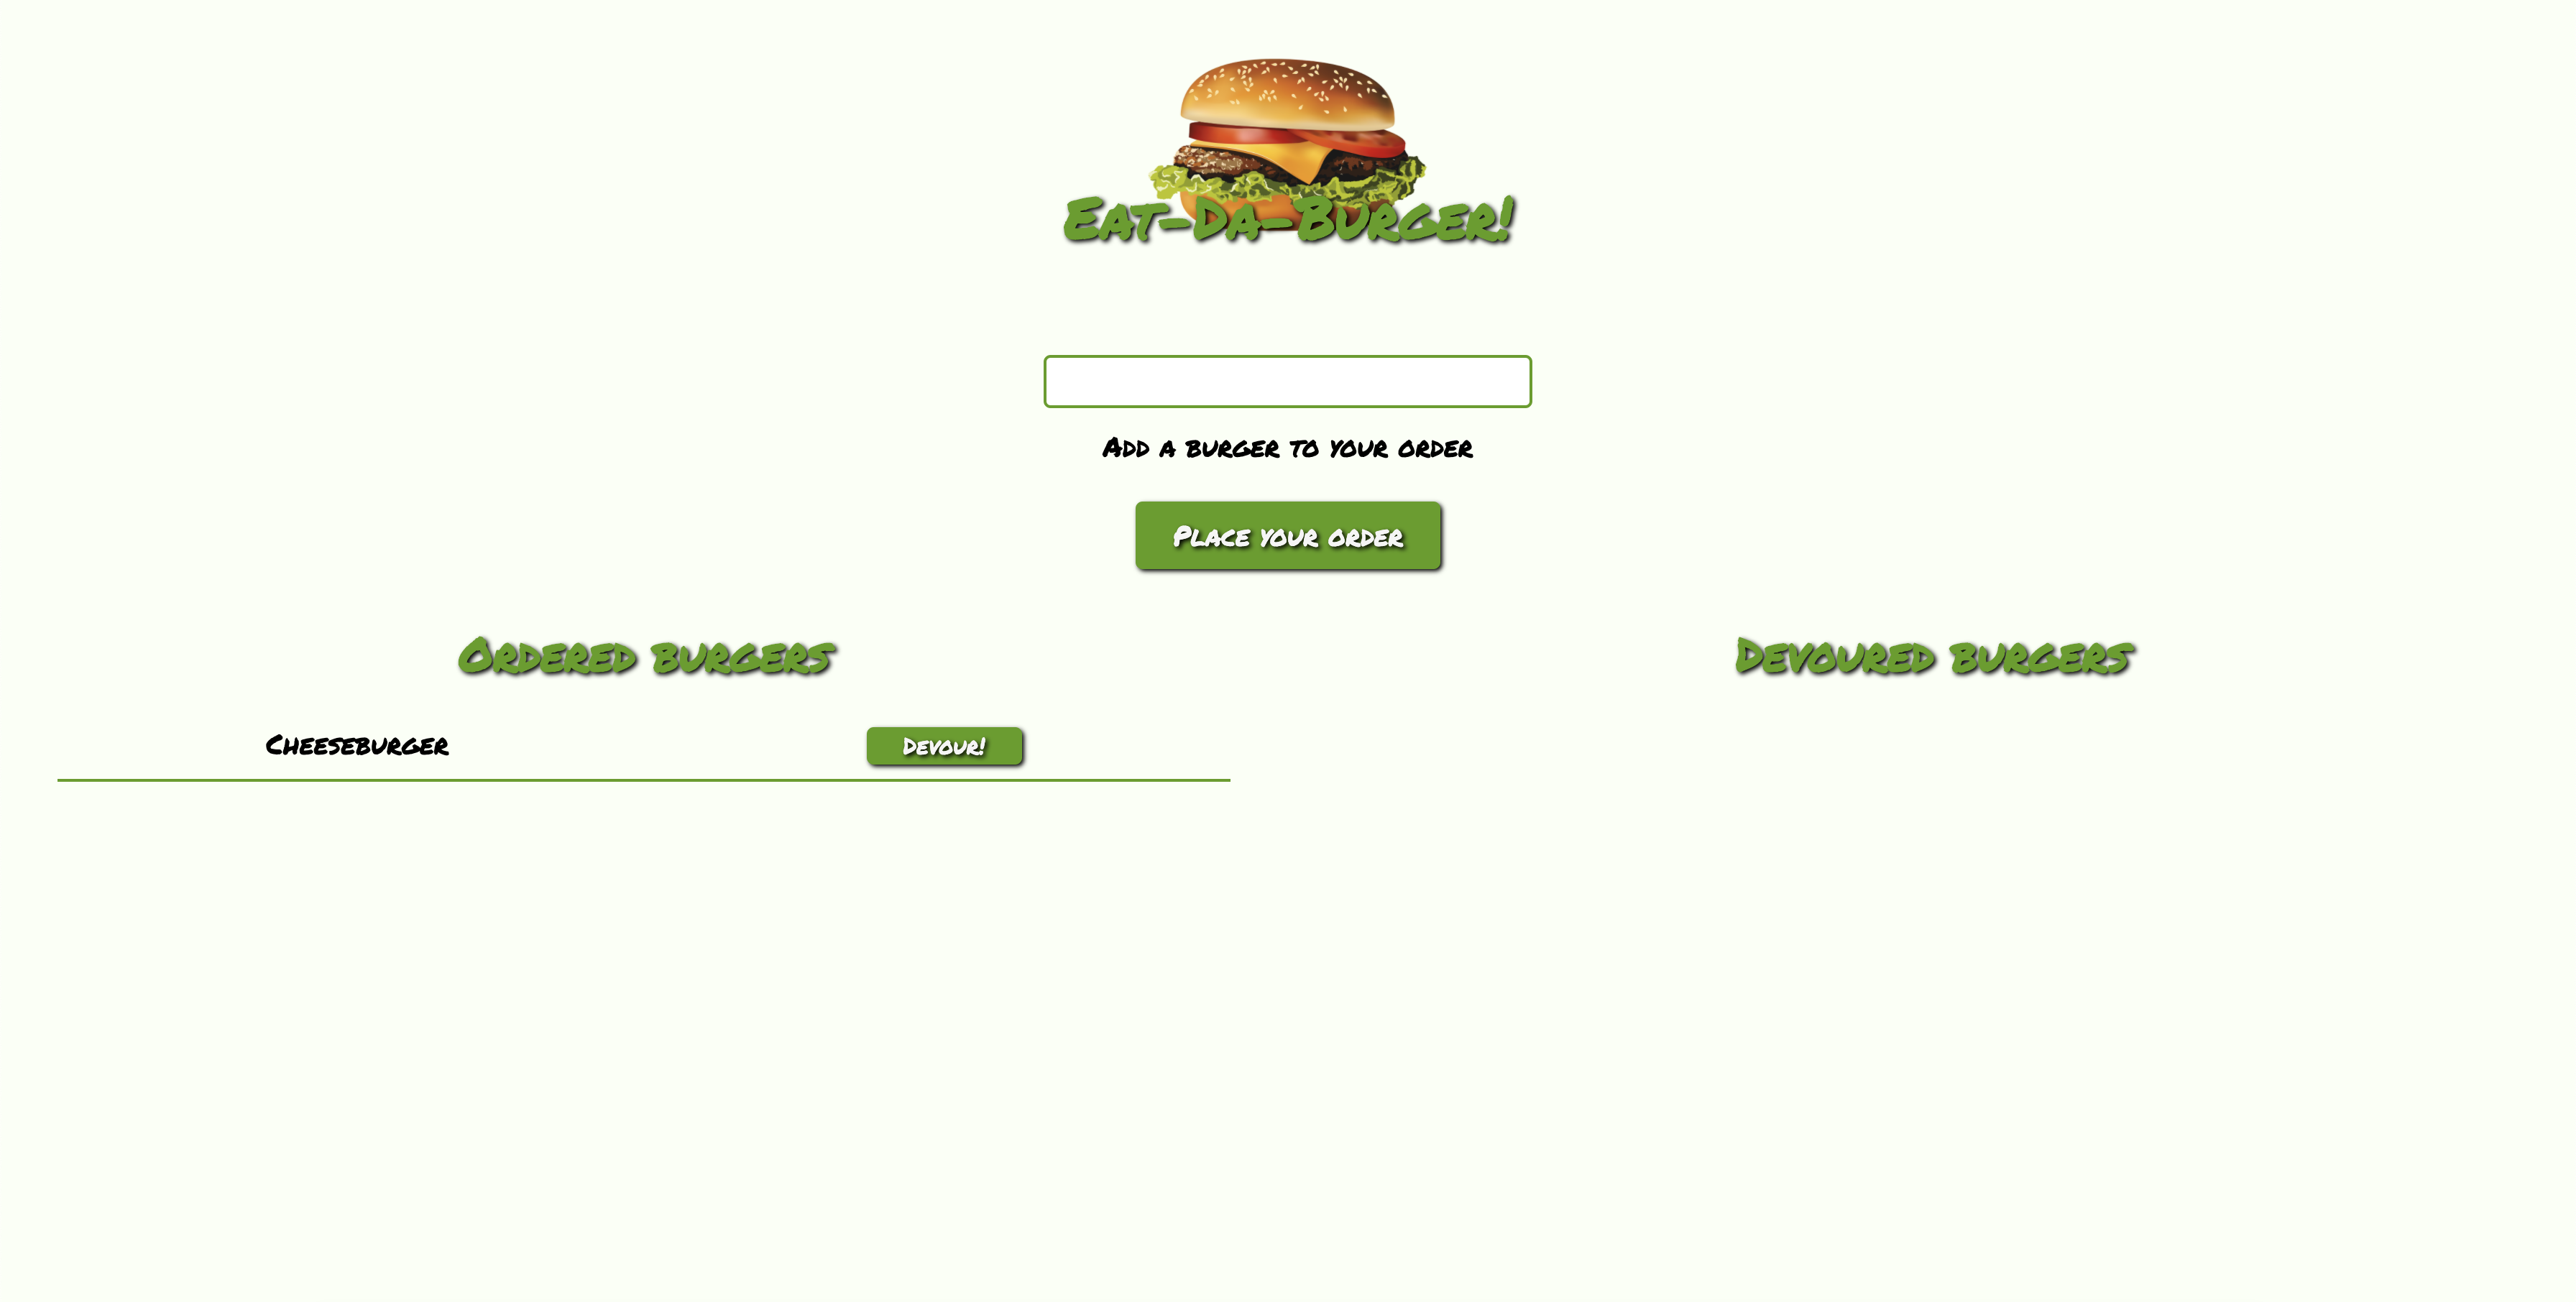 Eat-Da-Burger!
Add a burger to your order
Place your order
Ordered burgers
Devoured burgers
Cheeseburger
Devour!